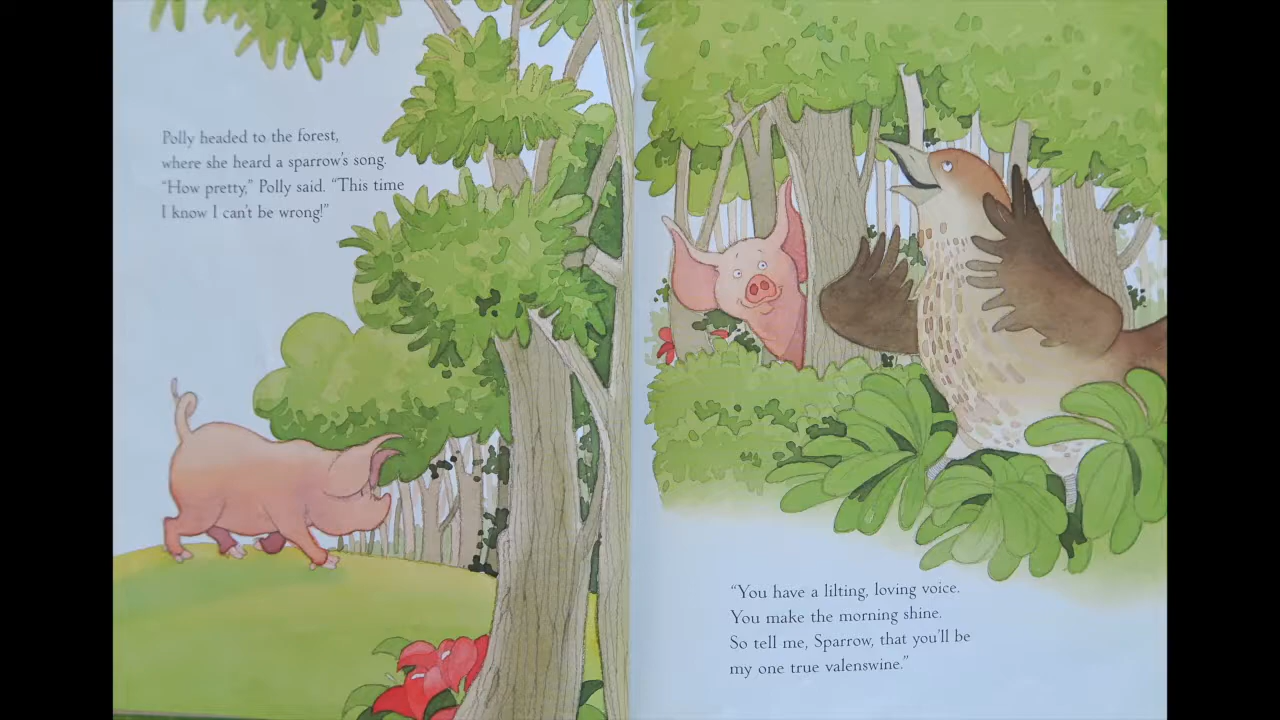 Polly headed to the forest,
where she heard a sparrow's song.
“How pretty,” Polly said. “This time
I know I can't be wrong!”
“You have a lilting, loving voice.
You make the morning shine.
So tell me, Sparrow, that you'll be
my one true valenswine.”